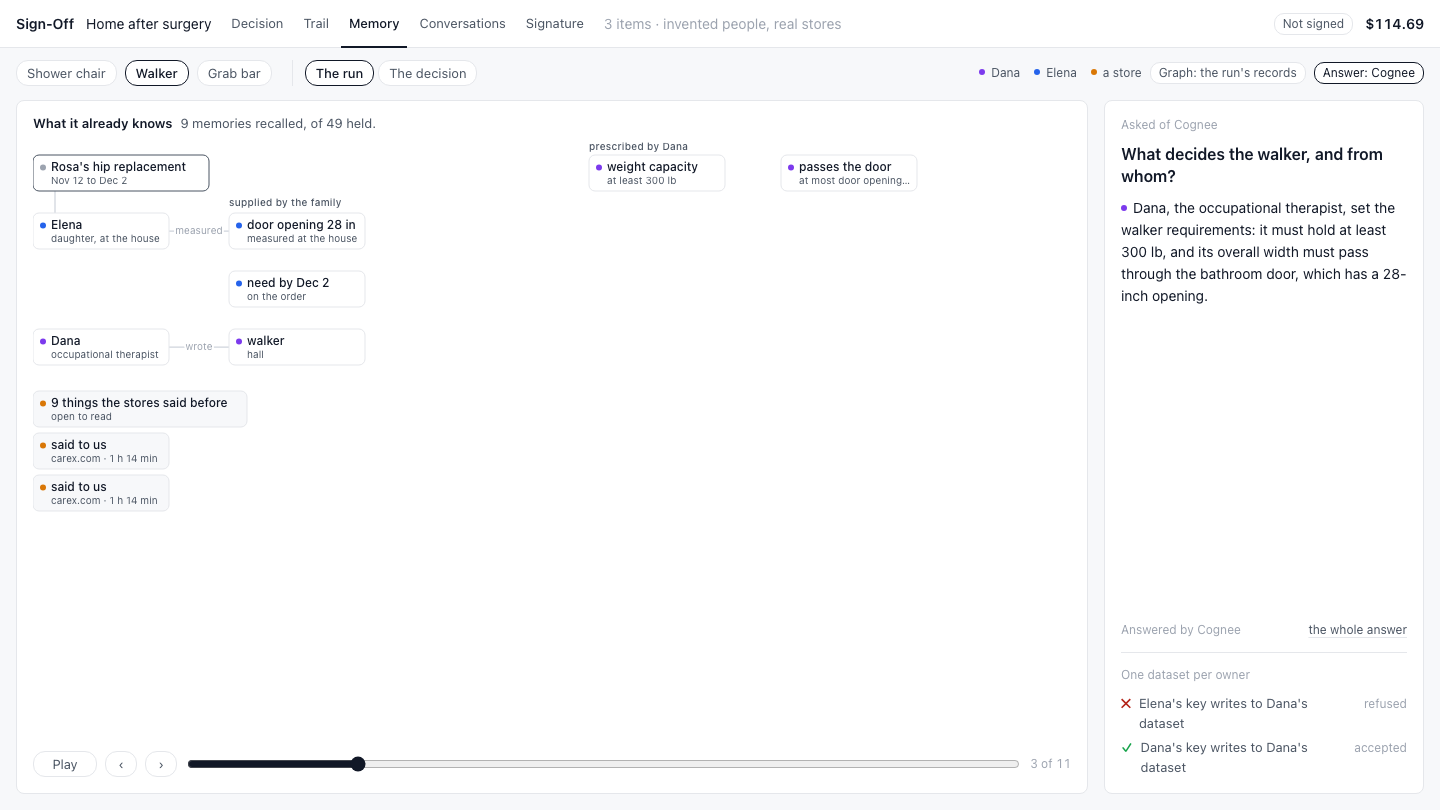 Sign-Off Home after surgery Decision Trail Memory Conversations Signature 3 items · invented people, real stores Not signed $114.69
Shower chair Walker Grab bar The run The decision Dana Elena a store Graph: the run's records Answer: Cognee
What it already knows 9 memories recalled, of 49 held.
prescribed by Dana
Rosa's hip replacement
Nov 12 to Dec 2
weight capacity
at least 300 lb
passes the door
at most door opening...
supplied by the family
Elena
daughter, at the house
measured
door opening 28 in
measured at the house
need by Dec 2
on the order
Dana
occupational therapist
wrote
walker
hall
9 things the stores said before
open to read
said to us
carex.com · 1 h 14 min
said to us
carex.com · 1 h 14 min
Play ‹ › 3 of 11
Asked of Cognee
What decides the walker, and from
whom?
Dana, the occupational therapist, set the
walker requirements: it must hold at least
300 lb, and its overall width must pass
through the bathroom door, which has a 28-
inch opening.
Answered by Cognee the whole answer
One dataset per owner
Elena's key writes to Dana's refused
dataset
Dana's key writes to Dana's accepted
dataset